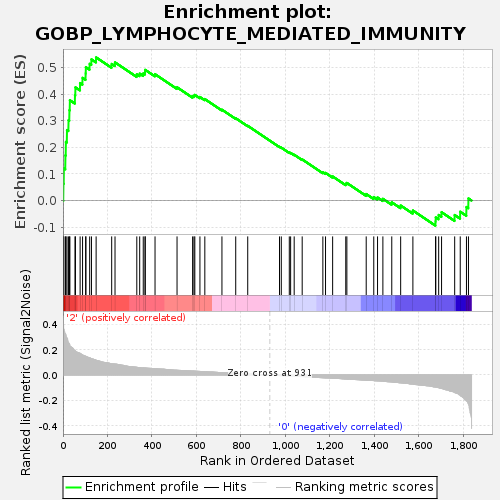 Enrichment plot:
GOBP_LYMPHOCYTE_MEDIATED_IMMUNITY
Enrichment score (ES)
0.5
0.4
0.3
0.2
0.1
0.0
-0.1
Ranked list metric (Signal2Noise)
'2' (positively correlated)
0.4
0.2
0.0
-0.2
-0.4
Zero cross at 931
'0' (negatively correlated)
0
200
400
600
800
1,000
1,200
1,400
1,600
1,800
Rank in Ordered Dataset
Enrichment profile
Hits
Ranking metric scores